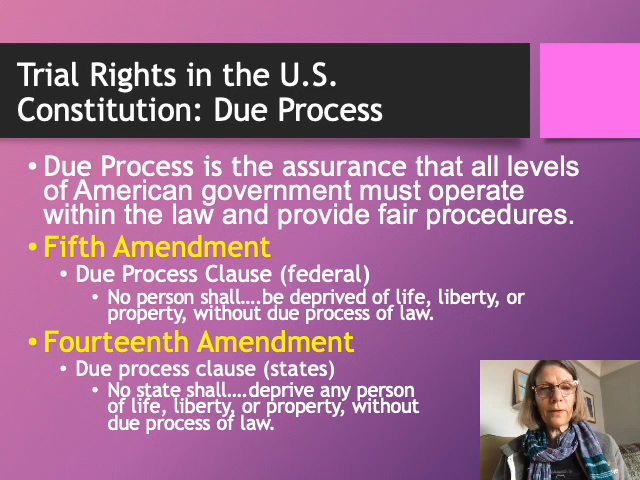 Trial Rights in the U.S.
Constitution: Due Process
• Due Process is the assurance that all levels
of American government must operate
within the law and provide fair procedures.
• Fifth Amendment
• Due Process Clause (federal)
• No person shall….be deprived of life, liberty, or
property, without due process of law.
• Fourteenth Amendment
• Due process clause (states)
• No state shall….deprive any person
of life, liberty, or property, without
due process of law.